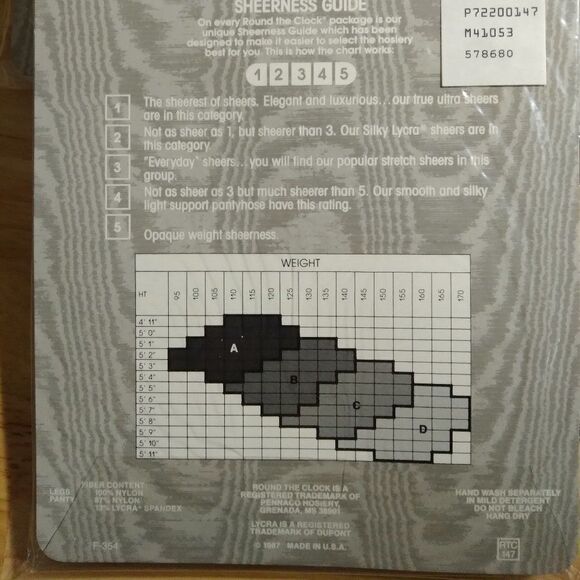 SHEERNESS GUIDE
On every Round the Clock® package is our
unique Sheerness Guide which has been
designed to make it easier to select the hosiery
best for you. This is how the chart works:
1 2 3 4 5
P72200147
M41053
578680
1 The sheerest of sheers. Elegant and luxurious...our true ultra sheers
are in this category.
2 Not as sheer as 1, but sheerer than 3. Our Silky Lycra® sheers are in
this category.
3 "Everyday" sheers...you will find our popular stretch sheers in this
group.
4 Not as sheer as 3 but much sheerer than 5. Our smooth and silky
light support pantyhose have this rating.
5 Opaque weight sheerness.
WEIGHT
HT 95 100 105 110 115 120 125 130 135 140 145 150 155 160 165 170
4' 11"
5' 0"
5' 1"
5' 2"
5' 3"
5' 4"
5' 5"
5' 6"
5' 7"
5' 8"
5' 9"
5' 10"
5' 11"
A
B
C
D
FIBER CONTENT:
LEGS 100% NYLON
PANTY 87% NYLON
13% LYCRA® SPANDEX
F-354
ROUND THE CLOCK IS A
REGISTERED TRADEMARK OF
PENNACO HOSIERY
GRENADA, MS 38901
LYCRA IS A REGISTERED
TRADEMARK OF DUPONT
© 1987 MADE IN U.S.A.
HAND WASH SEPARATELY
IN MILD DETERGENT
DO NOT BLEACH
HANG DRY
RTC
147